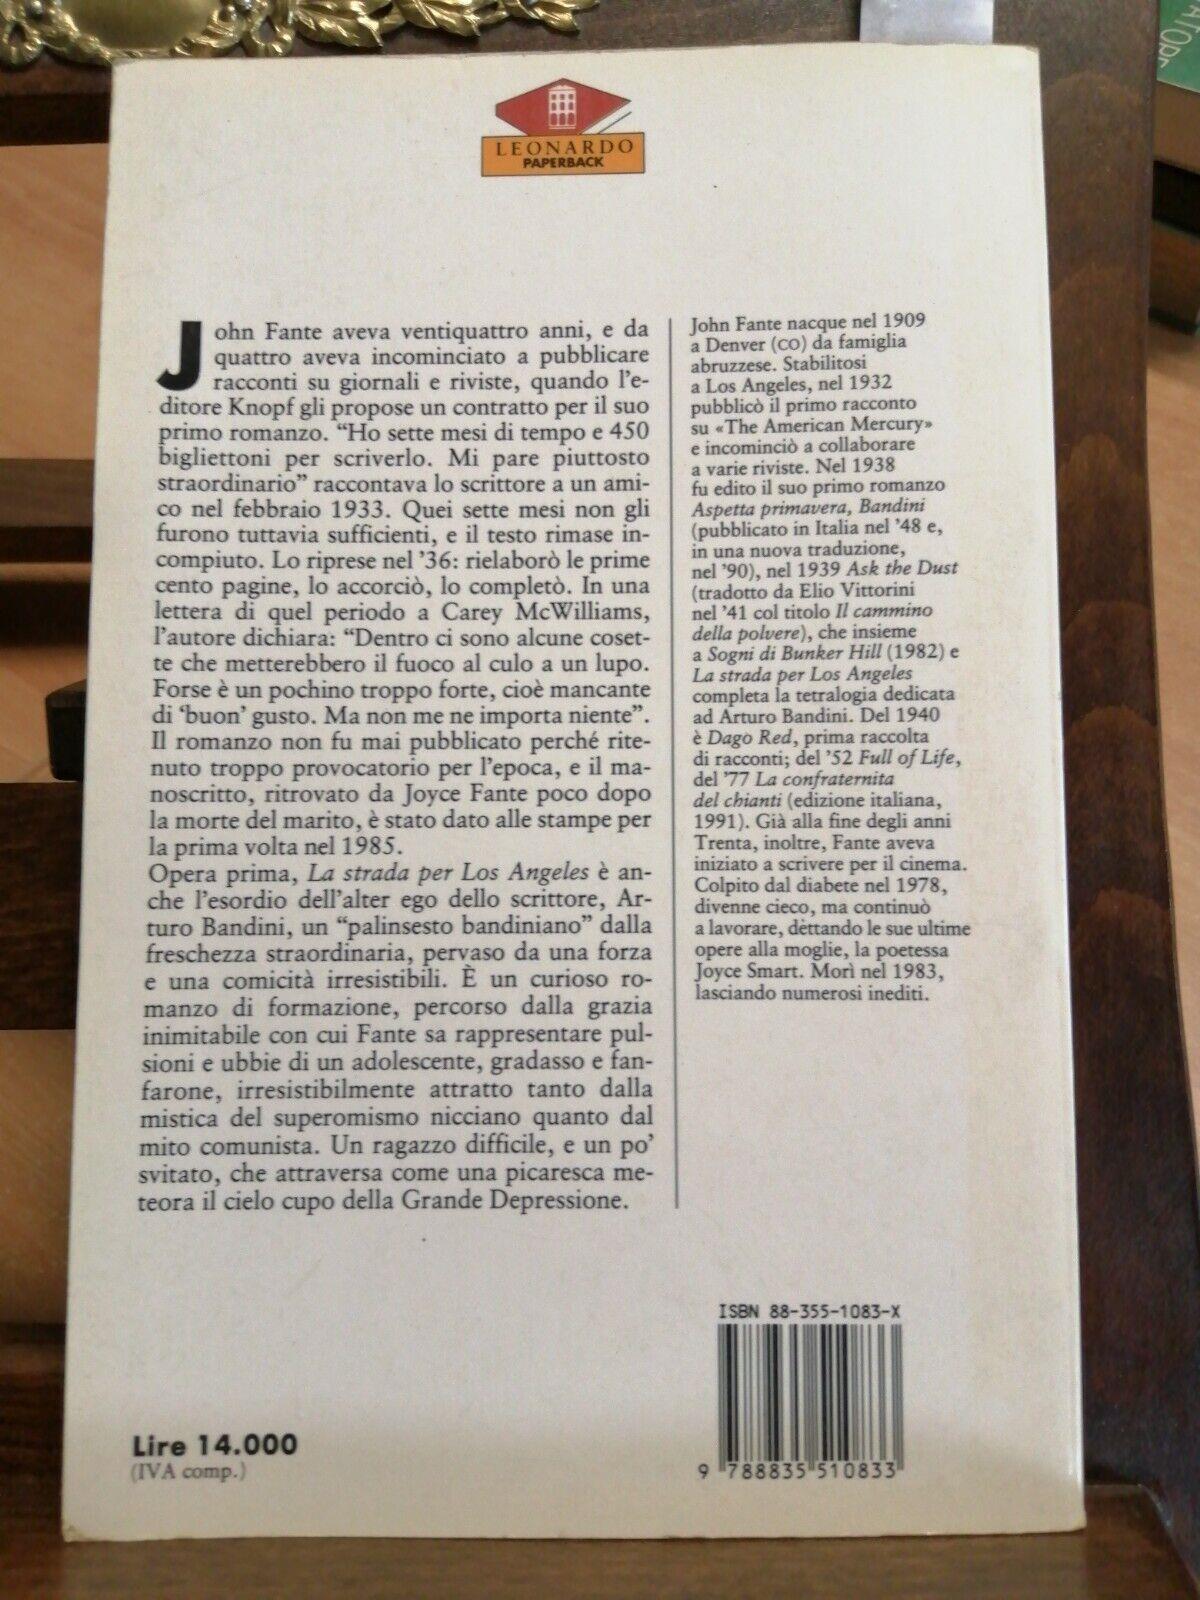 LEONARDO
PAPERBACK
John Fante aveva ventiquattro anni, e da
quattro aveva incominciato a pubblicare
racconti su giornali e riviste, quando l'e-
ditore Knopf gli propose un contratto per il suo
primo romanzo. “Ho sette mesi di tempo e 450
bigliettoni per scriverlo. Mi pare piuttosto
straordinario” raccontava lo scrittore a un ami-
co nel febbraio 1933. Quei sette mesi non gli
furono tuttavia sufficienti, e il testo rimase in-
compiuto. Lo riprese nel '36: rielaborò le prime
cento pagine, lo accorciò, lo completò. In una
lettera di quel periodo a Carey McWilliams,
l'autore dichiara: “Dentro ci sono alcune coset-
te che metterebbero il fuoco al culo a un lupo.
Forse è un pochino troppo forte, cioè mancante
di ‘buon’ gusto. Ma non me ne importa niente”.
Il romanzo non fu mai pubblicato perché rite-
nuto troppo provocatorio per l'epoca, e il ma-
noscritto, ritrovato da Joyce Fante poco dopo
la morte del marito, è stato dato alle stampe per
la prima volta nel 1985.
Opera prima, La strada per Los Angeles è an-
che l'esordio dell'alter ego dello scrittore, Ar-
turo Bandini, un “palinsesto bandiniano” dalla
freschezza straordinaria, pervaso da una forza
e una comicità irresistibili. È un curioso ro-
manzo di formazione, percorso dalla grazia
inimitabile con cui Fante sa rappresentare pul-
sioni e ubbie di un adolescente, gradasso e fan-
farone, irresistibilmente attratto tanto dalla
mistica del superomismo nicciano quanto dal
mito comunista. Un ragazzo difficile, e un po'
svitato, che attraversa come una picaresca me-
teora il cielo cupo della Grande Depressione.
John Fante nacque nel 1909
a Denver (CO) da famiglia
abruzzese. Stabilitosi
a Los Angeles, nel 1932
pubblicò il primo racconto
su «The American Mercury»
e incominciò a collaborare
a varie riviste. Nel 1938
fu edito il suo primo romanzo
Aspetta primavera, Bandini
(pubblicato in Italia nel '48 e,
in una nuova traduzione,
nel '90), nel 1939 Ask the Dust
(tradotto da Elio Vittorini
nel '41 col titolo Il cammino
della polvere), che insieme
a Sogni di Bunker Hill (1982) e
La strada per Los Angeles
completa la tetralogia dedicata
ad Arturo Bandini. Del 1940
è Dago Red, prima raccolta
di racconti; del '52 Full of Life,
del '77 La confraternita
del chianti (edizione italiana,
1991). Già alla fine degli anni
Trenta, inoltre, Fante aveva
iniziato a scrivere per il cinema.
Colpito dal diabete nel 1978,
divenne cieco, ma continuò
a lavorare, dettando le sue ultime
opere alla moglie, la poetessa
Joyce Smart. Morì nel 1983,
lasciando numerosi inediti.
ISBN 88-355-1083-X
9 788835 510833
Lire 14.000
(IVA comp.)